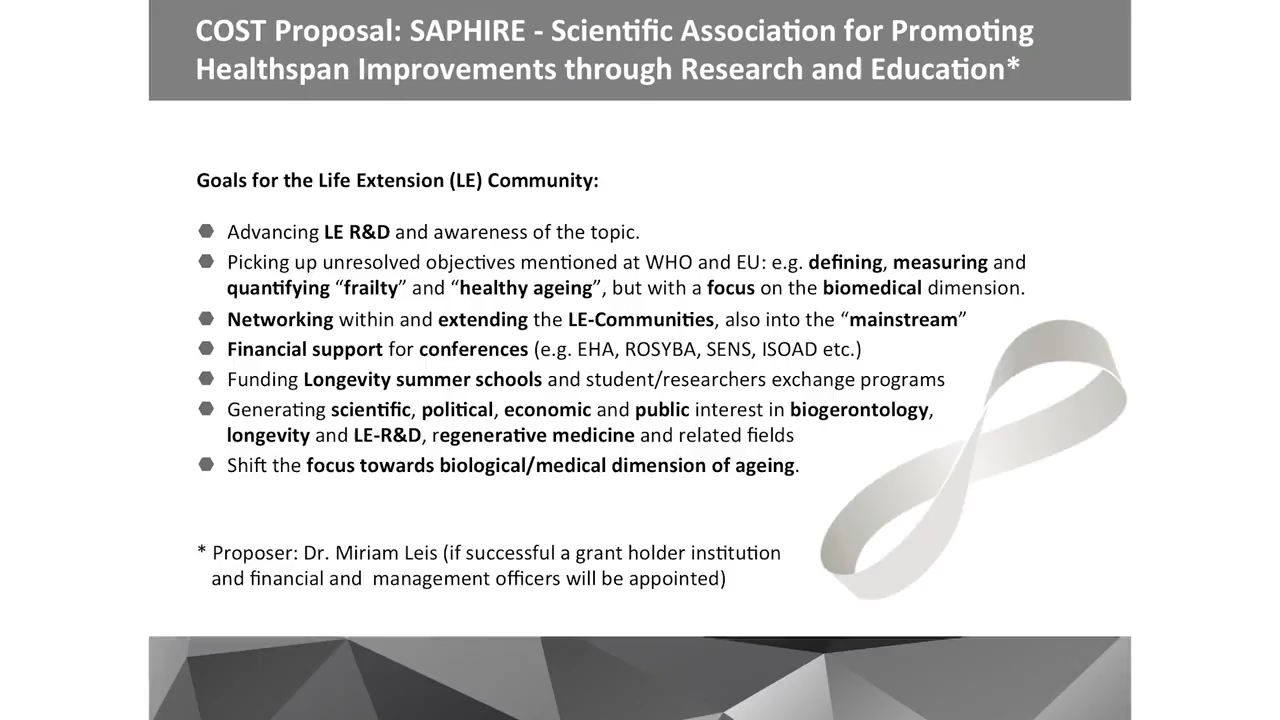 COST Proposal: SAPHIRE - Scientific Association for Promoting
Healthspan Improvements through Research and Education*
Goals for the Life Extension (LE) Community:
Advancing LE R&D and awareness of the topic.
Picking up unresolved objectives mentioned at WHO and EU: e.g. defining, measuring and
quantifying “frailty” and “healthy ageing”, but with a focus on the biomedical dimension.
Networking within and extending the LE-Communities, also into the “mainstream”
Financial support for conferences (e.g. EHA, ROSYBA, SENS, ISOAD etc.)
Funding Longevity summer schools and student/researchers exchange programs
Generating scientific, political, economic and public interest in biogerontology,
longevity and LE-R&D, regenerative medicine and related fields
Shift the focus towards biological/medical dimension of ageing.
* Proposer: Dr. Miriam Leis (if successful a grant holder institution
and financial and management officers will be appointed)